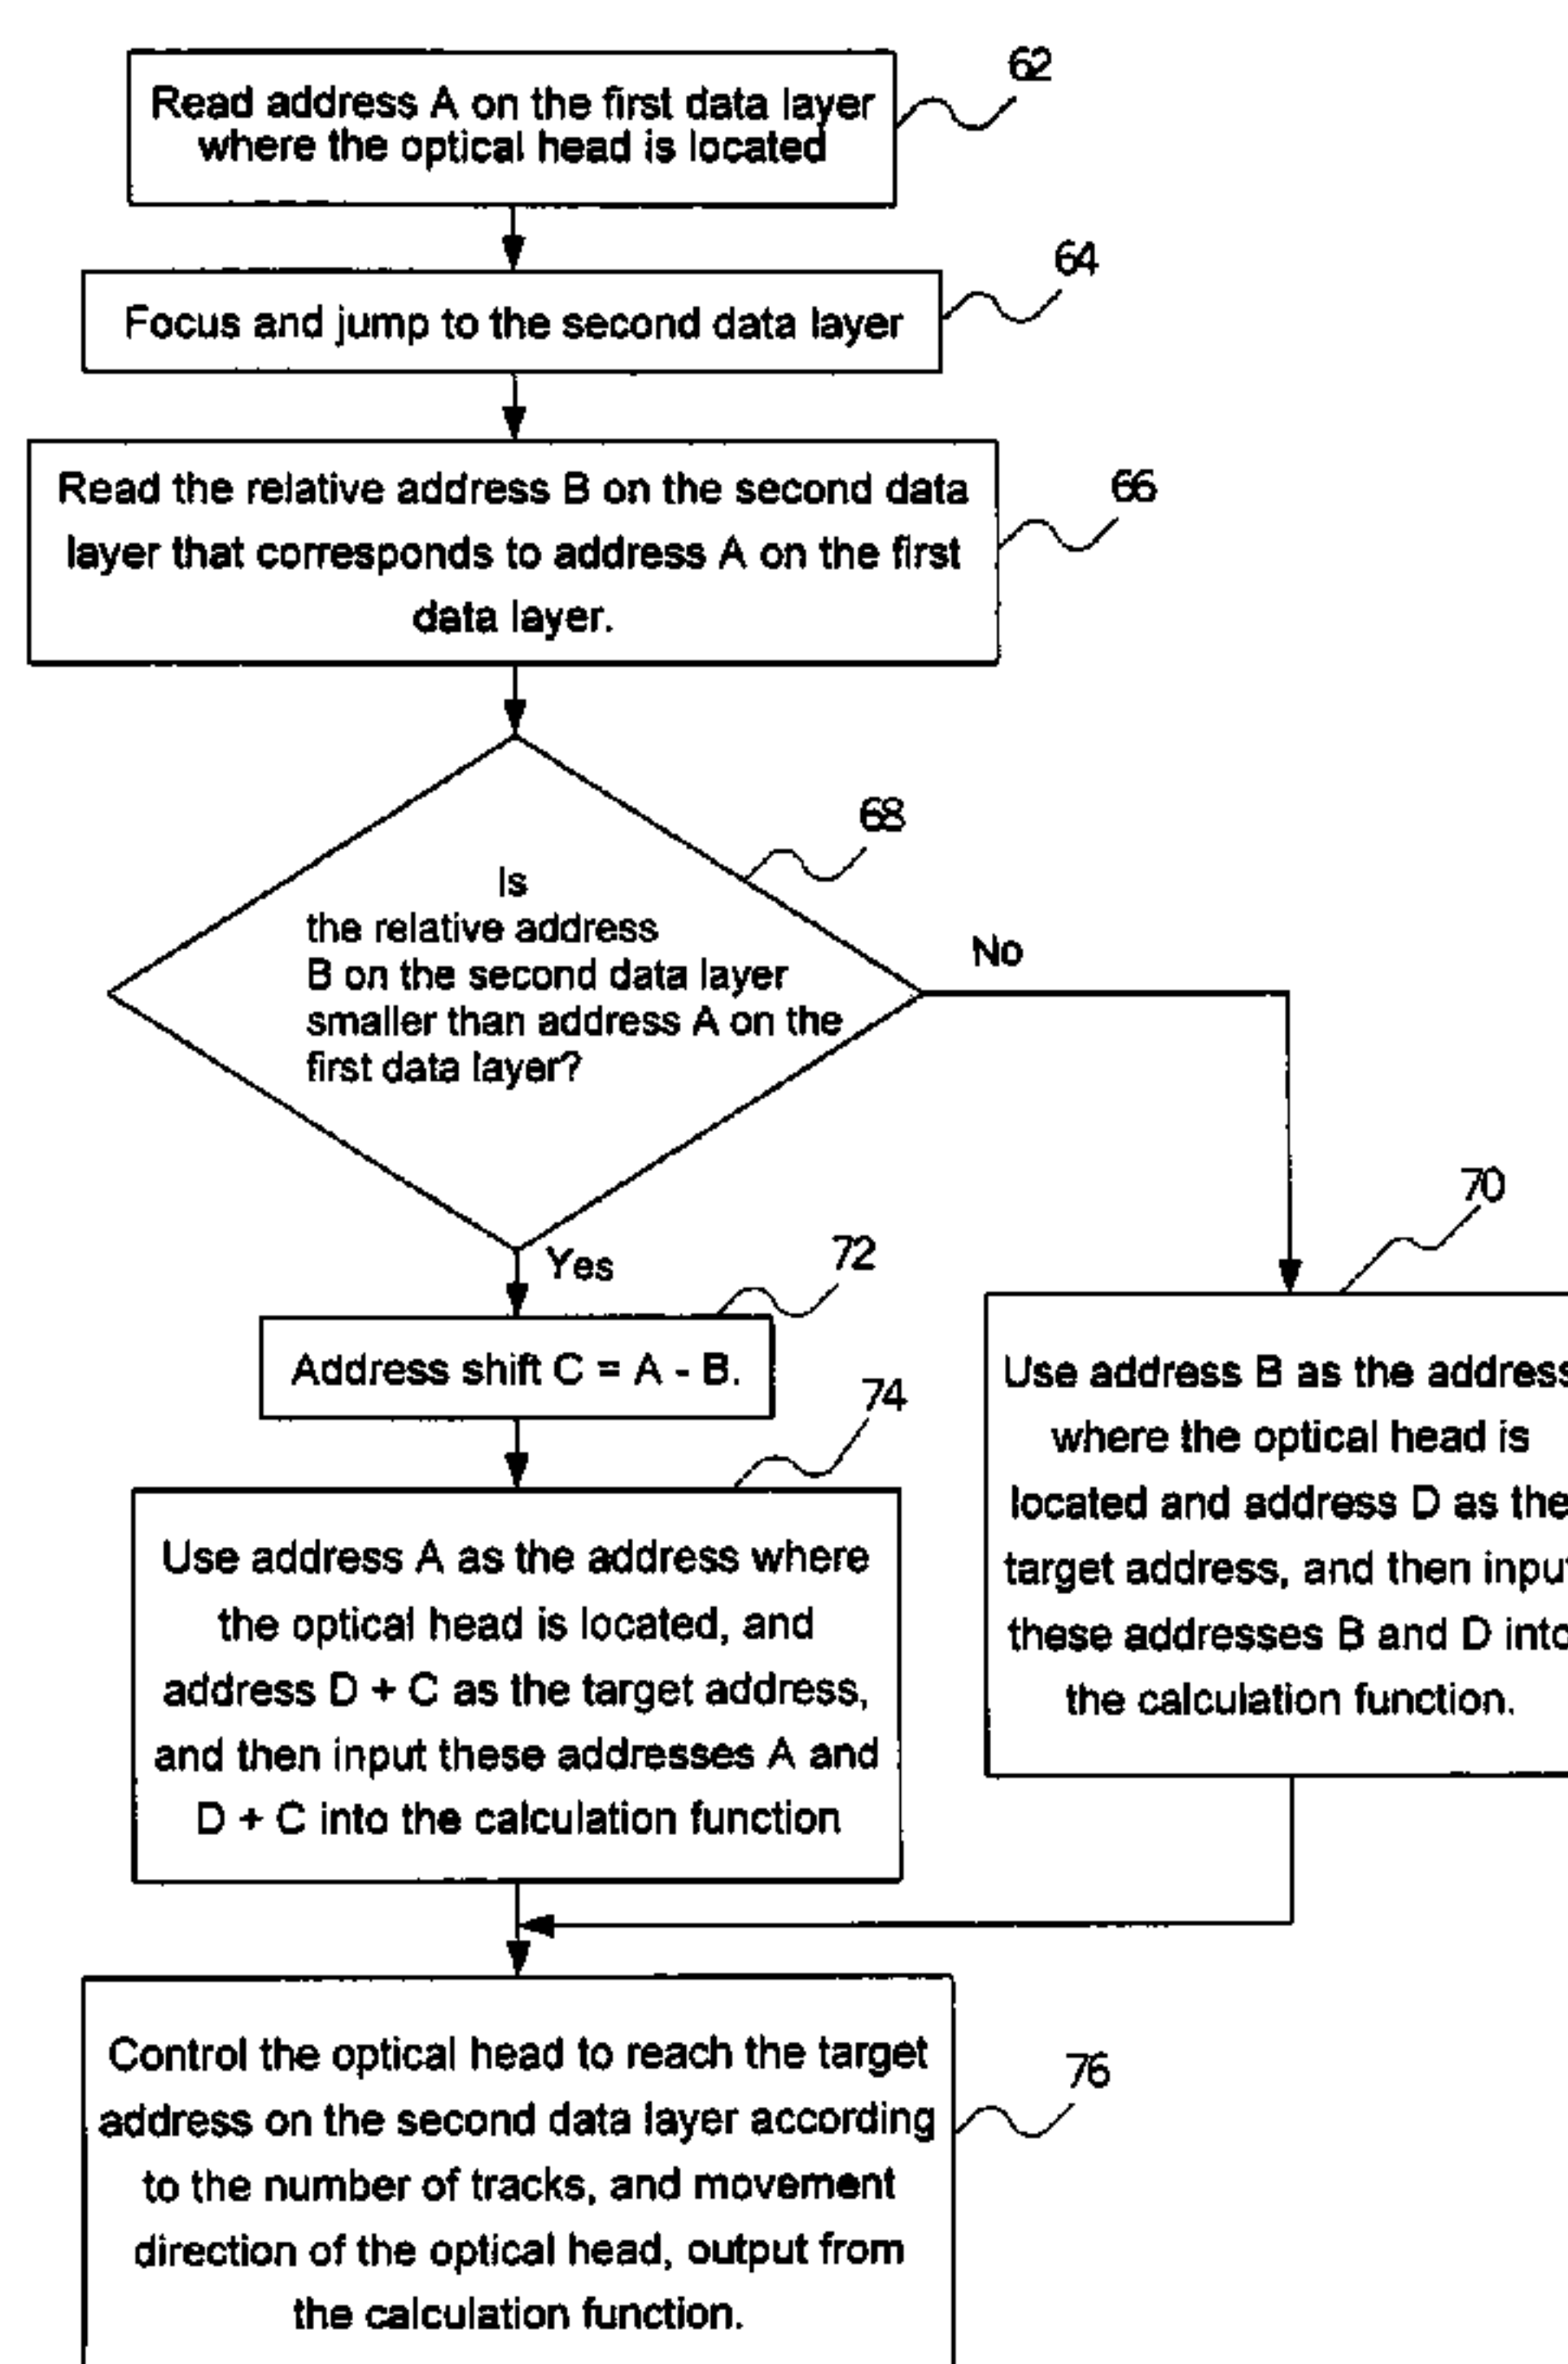 62
Read address A on the first data layer
where the optical head is located
64
Focus and jump to the second data layer
66
Read the relative address B on the second data
layer that corresponds to address A on the first
data layer.
68
Is
the relative address
B on the second data layer
smaller than address A on the
first data layer?
No
Yes
72
Address shift C = A - B.
70
Use address B as the address
where the optical head is
located and address D as the
target address, and then input
these addresses B and D into
the calculation function.
74
Use address A as the address where
the optical head is located, and
address D + C as the target address,
and then input these addresses A and
D + C into the calculation function
76
Control the optical head to reach the target
address on the second data layer according
to the number of tracks, and movement
direction of the optical head, output from
the calculation function.